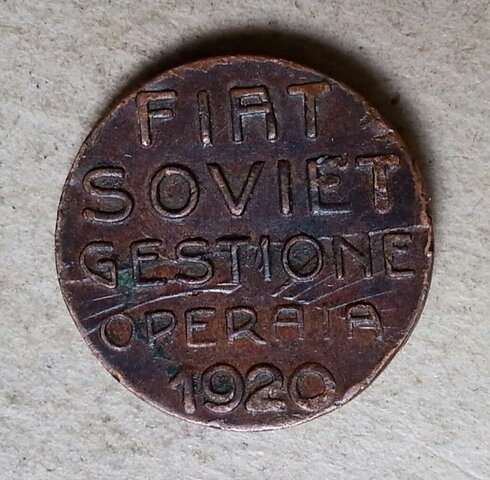 FIAT
SOVIET
GESTIONE
OPERAIA
1920